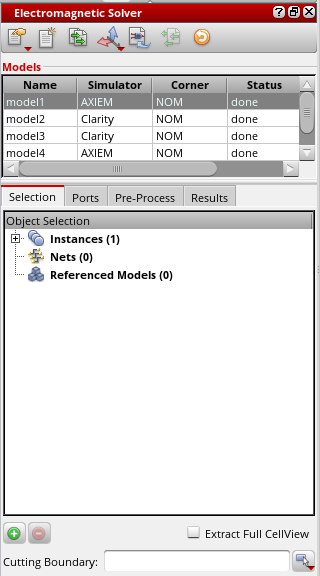 Electromagnetic Solver
Models
Name Simulator Corner Status
model1 AXIEM NOM done
model2 Clarity NOM done
model3 Clarity NOM done
model4 AXIEM NOM done
Selection Ports Pre-Process Results
Object Selection
Instances (1)
Nets (0)
Referenced Models (0)
Extract Full CellView
Cutting Boundary: